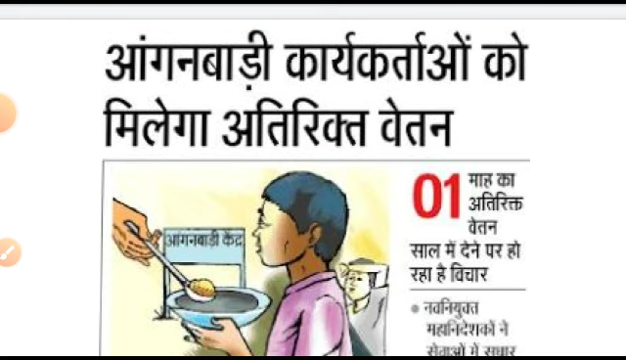 आंगनबाड़ी कार्यकर्ताओं को
मिलेगा अतिरिक्त वेतन
आंगनबाड़ी केंद्र
01 माह का
अतिरिक्त
वेतन
साल में देने पर हो
रहा है विचार
• नवनियुक्त
महानिदेशकों ने
सेवाओं में सुधार